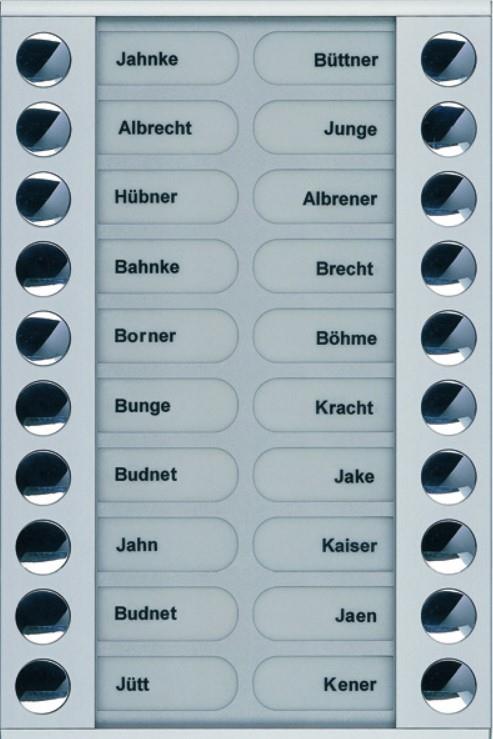 Jahnke Büttner
Albrecht Junge
Hübner Albrener
Bahnke Brecht
Borner Böhme
Bunge Kracht
Budnet Jake
Jahn Kaiser
Budnet Jaen
Jütt Kener